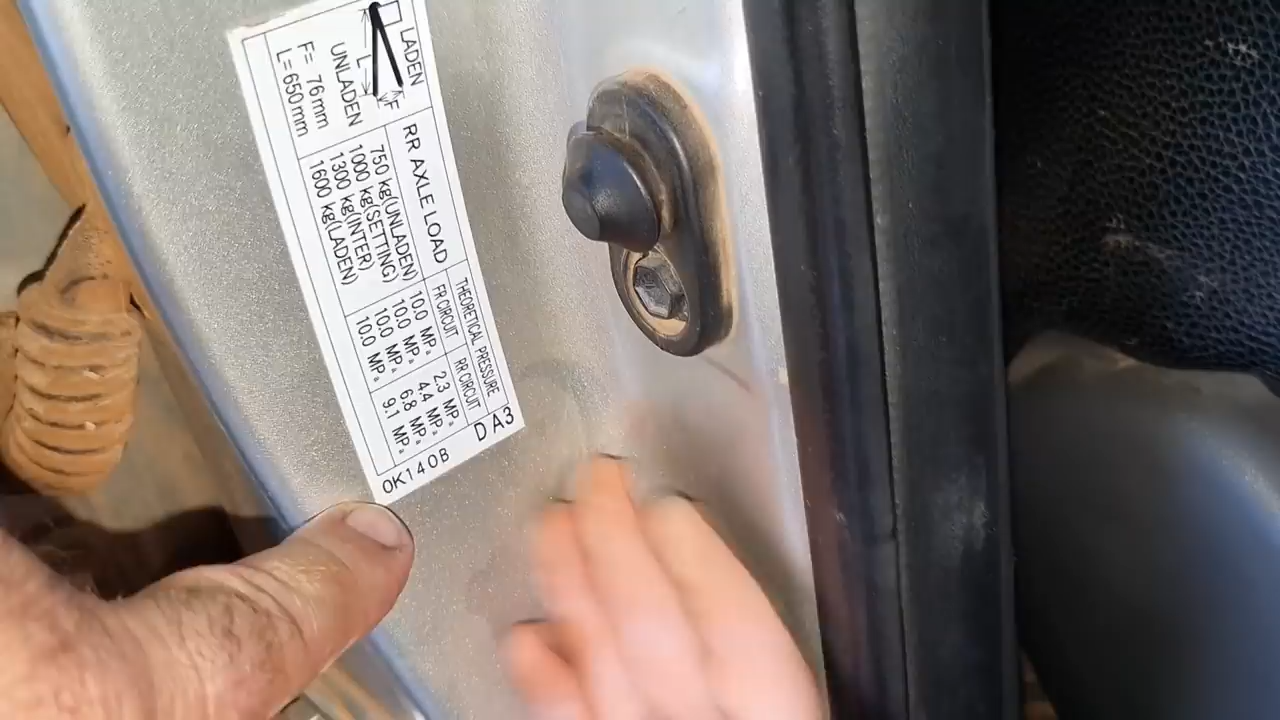 LADEN
L
F
UNLADEN
F= 76mm
L=650mm
RR AXLE LOAD
750 kg(UNLADEN)
1000 kg(SETTING)
1300 kg(INTER)
1600 kg(LADEN)
THEORETICAL PRESSURE
FR CIRCUIT RR CIRCUIT
10.0 MPa 2.3 MPa
10.0 MPa 4.4 MPa
10.0 MPa 6.8 MPa
10.0 MPa 9.1 MPa
0K140B DA3